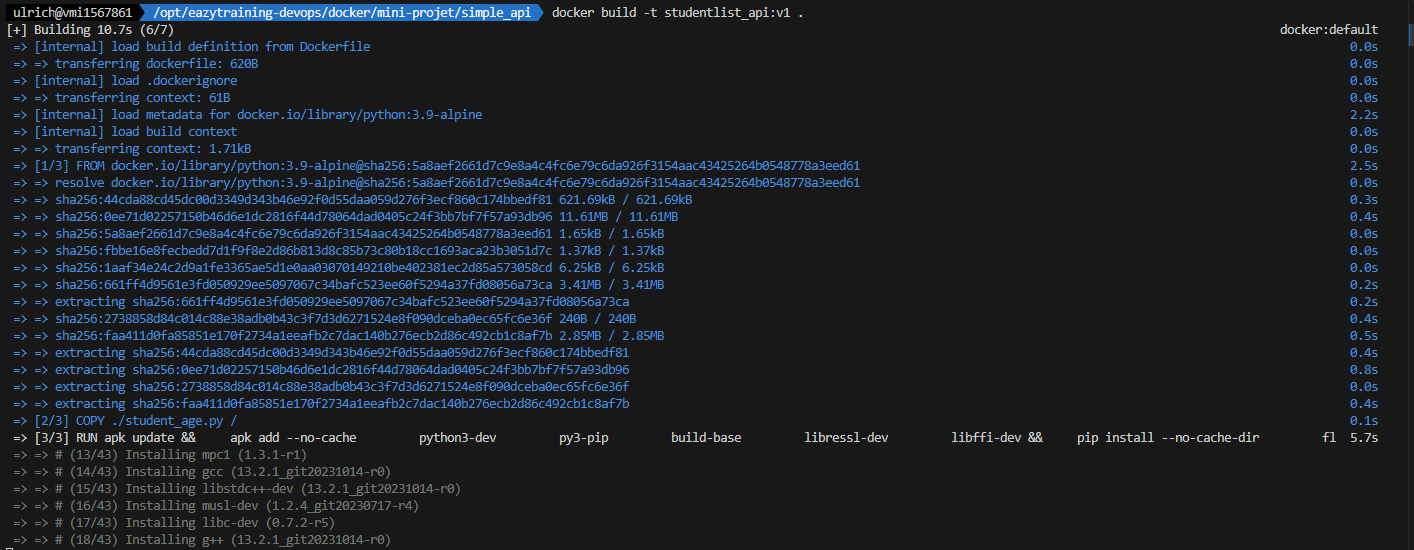 ulrich@vmi1567861 /opt/eazytraining-devops/docker/mini-projet/simple_api docker build -t studentlist_api:v1 .
[+] Building 10.7s (6/7) docker:default
=> [internal] load build definition from Dockerfile 0.0s
=> => transferring dockerfile: 620B 0.0s
=> [internal] load .dockerignore 0.0s
=> => transferring context: 61B 0.0s
=> [internal] load metadata for docker.io/library/python:3.9-alpine 2.2s
=> [internal] load build context 0.0s
=> => transferring context: 1.71kB 0.0s
=> [1/3] FROM docker.io/library/python:3.9-alpine@sha256:5a8aef2661d7c9e8a4c4fc6e79c6da926f3154aac43425264b0548778a3eed61 2.5s
=> => resolve docker.io/library/python:3.9-alpine@sha256:5a8aef2661d7c9e8a4c4fc6e79c6da926f3154aac43425264b0548778a3eed61 0.0s
=> => sha256:44cda88cd45dc00d3349d343b46e92f0d55daa059d276f3ecf860c174bbedf81 621.69kB / 621.69kB 0.3s
=> => sha256:0ee71d02257150b46d6e1dc2816f44d78064dad0405c24f3bb7bf7f57a93db96 11.61MB / 11.61MB 0.4s
=> => sha256:5a8aef2661d7c9e8a4c4fc6e79c6da926f3154aac43425264b0548778a3eed61 1.65kB / 1.65kB 0.0s
=> => sha256:fbbe16e8fecbedd7d1f9f8e2d86b813d8c85b73c80b18cc1693aca23b3051d7c 1.37kB / 1.37kB 0.0s
=> => sha256:1aaf34e24c2d9a1fe3365ae5d1e0aa03070149210be402381ec2d85a573058cd 6.25kB / 6.25kB 0.0s
=> => sha256:661ff4d9561e3fd050929ee5097067c34bafc523ee60f5294a37fd08056a73ca 3.41MB / 3.41MB 0.2s
=> => extracting sha256:661ff4d9561e3fd050929ee5097067c34bafc523ee60f5294a37fd08056a73ca 0.2s
=> => sha256:2738858d84c014c88e38adb0b43c3f7d3d6271524e8f090dceba0ec65fc6e36f 240B / 240B 0.4s
=> => sha256:faa411d0fa85851e170f2734a1eeafb2c7dac140b276ecb2d86c492cb1c8af7b 2.85MB / 2.85MB 0.5s
=> => extracting sha256:44cda88cd45dc00d3349d343b46e92f0d55daa059d276f3ecf860c174bbedf81 0.4s
=> => extracting sha256:0ee71d02257150b46d6e1dc2816f44d78064dad0405c24f3bb7bf7f57a93db96 0.8s
=> => extracting sha256:2738858d84c014c88e38adb0b43c3f7d3d6271524e8f090dceba0ec65fc6e36f 0.0s
=> => extracting sha256:faa411d0fa85851e170f2734a1eeafb2c7dac140b276ecb2d86c492cb1c8af7b 0.4s
=> [2/3] COPY ./student_age.py / 0.1s
=> [3/3] RUN apk update && apk add --no-cache python3-dev py3-pip build-base libressl-dev libffi-dev && pip install --no-cache-dir fl 5.7s
=> => # (13/43) Installing mpc1 (1.3.1-r1)
=> => # (14/43) Installing gcc (13.2.1_git20231014-r0)
=> => # (15/43) Installing libstdc++-dev (13.2.1_git20231014-r0)
=> => # (16/43) Installing musl-dev (1.2.4_git20230717-r4)
=> => # (17/43) Installing libc-dev (0.7.2-r5)
=> => # (18/43) Installing g++ (13.2.1_git20231014-r0)